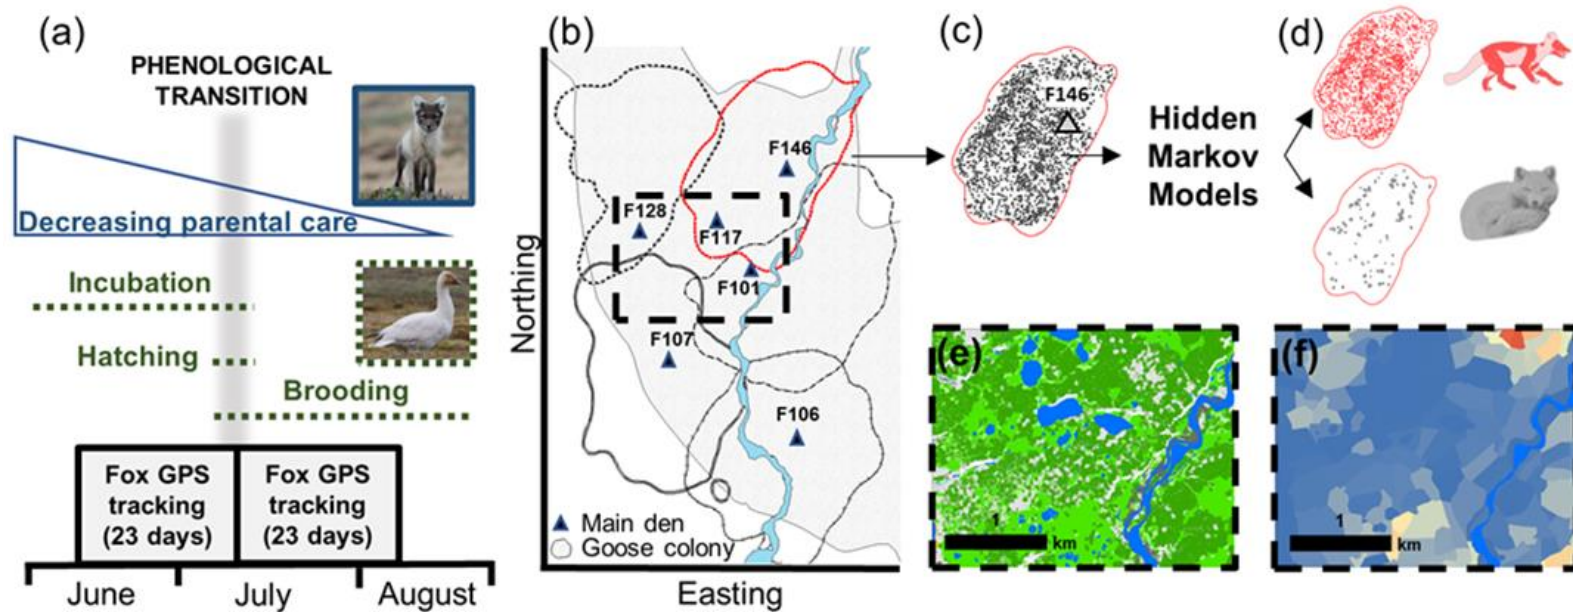 (a)
PHENOLOGICAL
TRANSITION
Decreasing parental care
Incubation
Hatching
Brooding
Fox GPS
tracking
(23 days)
Fox GPS
tracking
(23 days)
June
July
August
(b)
Northing
F146
F128
F117
F101
F107
F106
Main den
Goose colony
Easting
(c)
F146
Hidden
Markov
Models
(d)
(e)
1
km
(f)
1
km